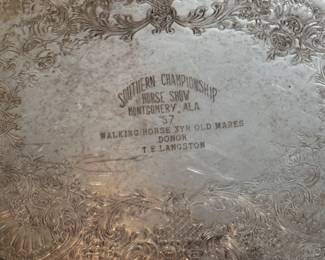 SOUTHERN CHAMPIONSHIP
HORSE SHOW
MONTGOMERY, ALA.
'57
WALKING HORSE 3YR OLD MARES
DONOR
T E LANGSTON